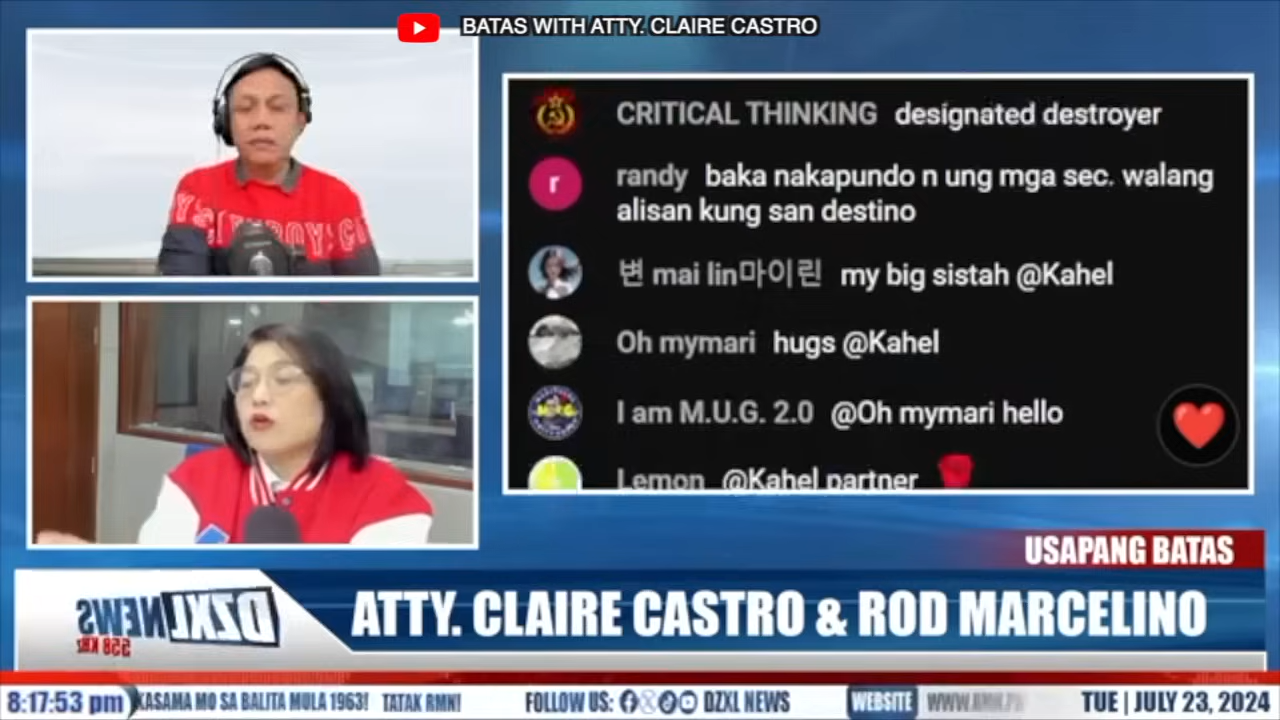 BATAS WITH ATTY. CLAIRE CASTRO
CRITICAL THINKING designated destroyer
r
randy baka nakapundo n ung mga sec. walang
alisan kung san destino
변 mai lin마이린 my big sistah @Kahel
Oh mymari hugs @Kahel
I am M.U.G. 2.0 @Oh mymari hello
Lemon @Kahel partner
USAPANG BATAS
DZXL NEWS
558 KHz
ATTY. CLAIRE CASTRO & ROD MARCELINO
8:17:53 pm KASAMA MO SA BALITA MULA 1963! TATAK RMN! FOLLOW US: DZXL NEWS WEBSITE TUE | JULY 23, 2024